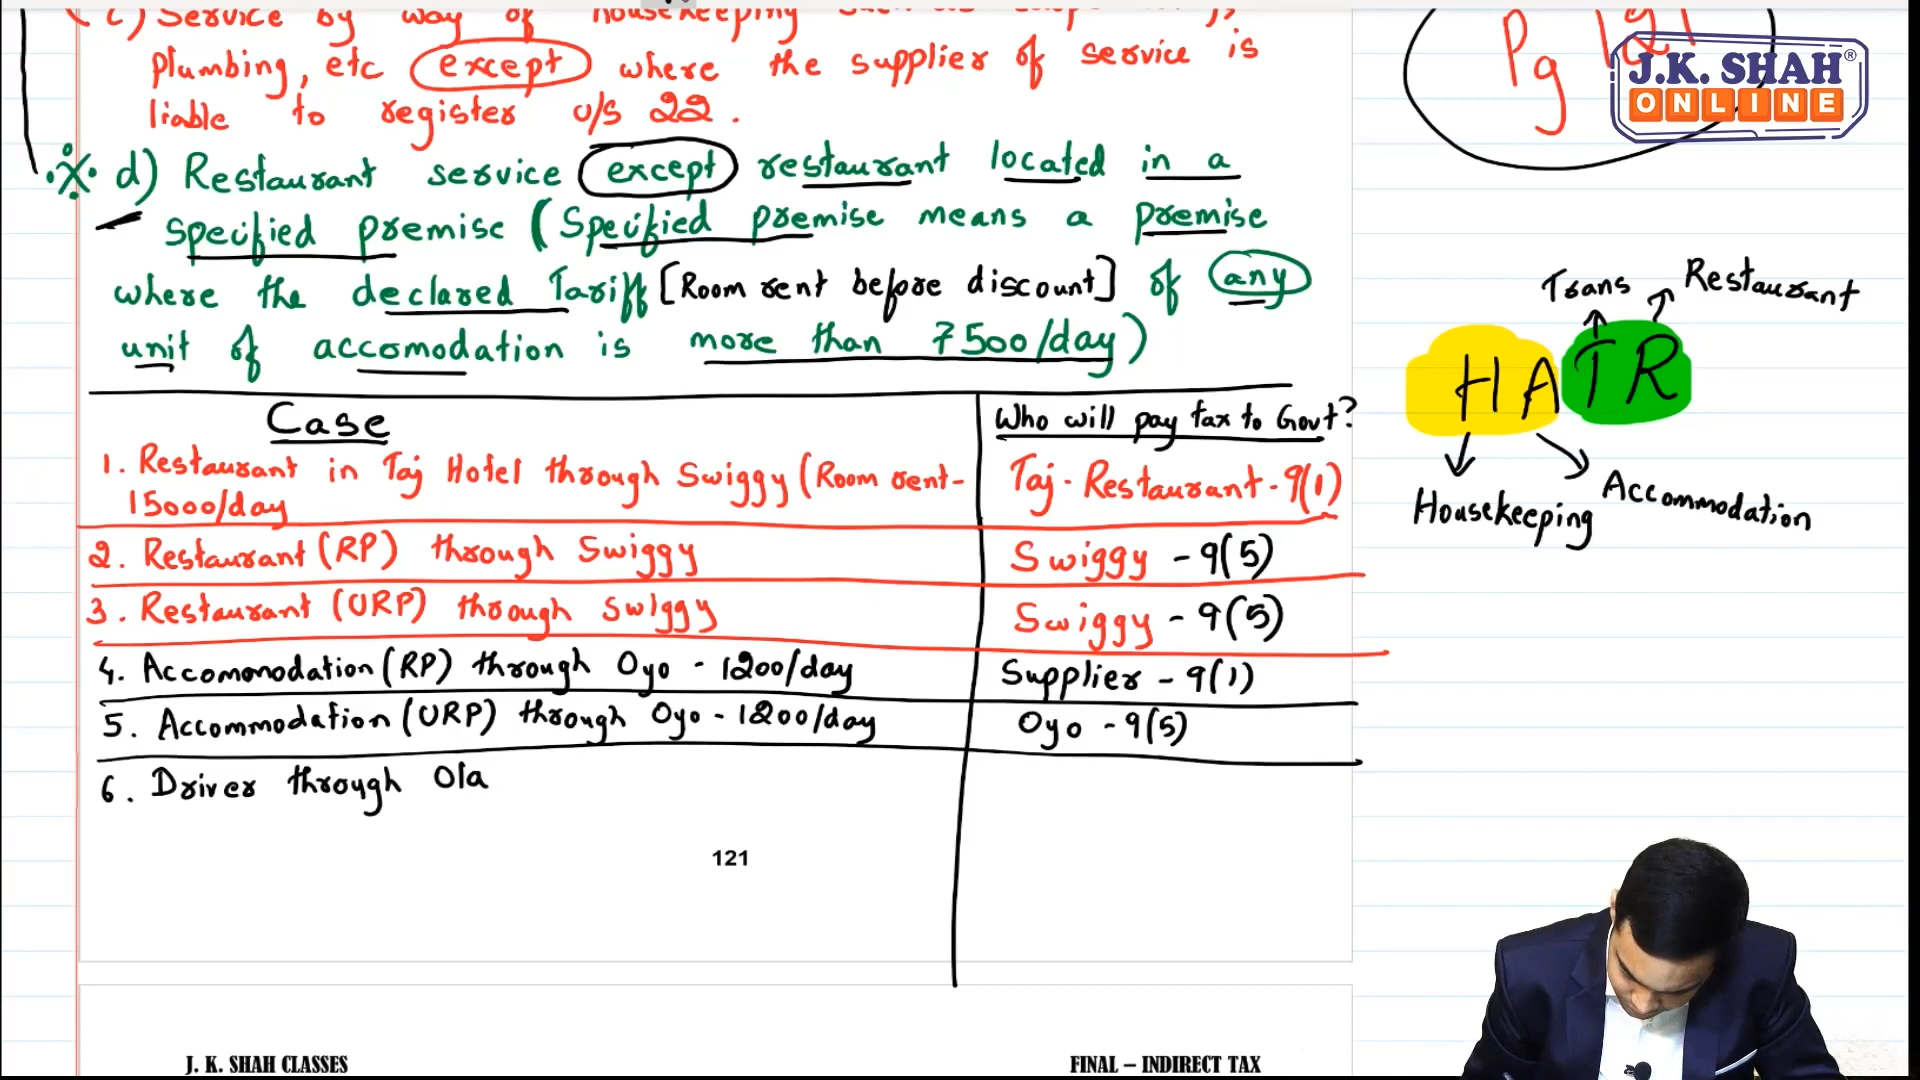 c) Service by way of housekeeping such as
plumbing, etc except where the supplier of service is
liable to register u/s 22.
d) Restaurant service except restaurant located in a
specified premise (Specified premise means a premise
where the declared Tariff [Room rent before discount] of any
unit of accomodation is more than 7500/day)
Case
Who will pay tax to Govt?
1. Restaurant in Taj Hotel through Swiggy (Room rent-
15000/day
Taj - Restaurant - 9(1)
2. Restaurant (RP) through Swiggy
Swiggy - 9(5)
3. Restaurant (URP) through Swiggy
Swiggy - 9(5)
4. Accomonodation (RP) through Oyo - 1200/day
Supplier - 9(1)
5. Accommodation (URP) through Oyo - 1200/day
Oyo - 9(5)
6. Driver through Ola
121
J. K. SHAH CLASSES
FINAL – INDIRECT TAX
Pg 121
J.K. SHAH®
ONLINE
Trans
Restaurant
HATR
Housekeeping
Accommodation